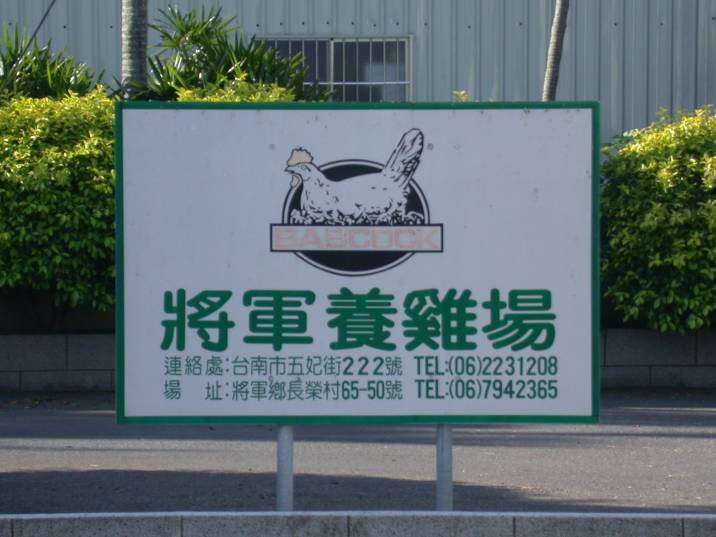 BABCOCK
將軍養雞場
連絡處:台南市五妃街222號 TEL:(06)2231208
場 址:將軍鄉長榮村65-50號 TEL:(06)7942365